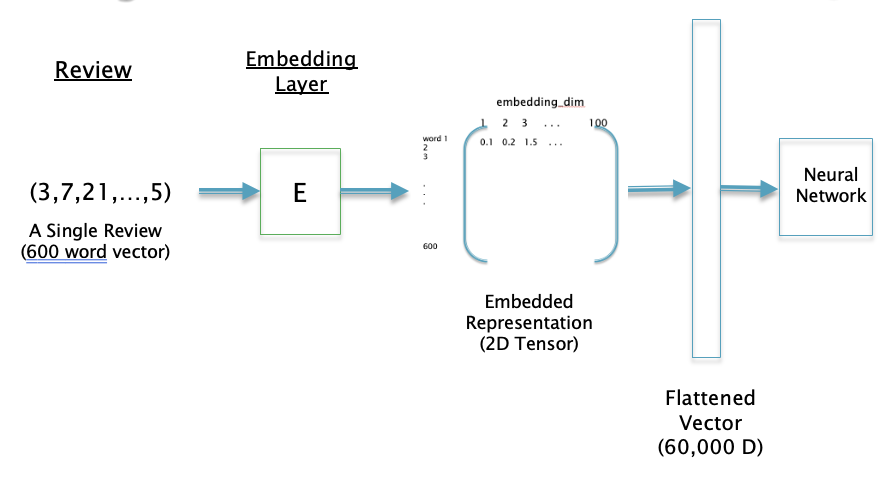 Review
Embedding
Layer
embedding_dim
1 2 3 ... 100
word 1
0.1 0.2 1.5 ...
2
3
.
.
.
600
(3,7,21,...,5)
A Single Review
(600 word vector)
E
Embedded
Representation
(2D Tensor)
Flattened
Vector
(60,000 D)
Neural
Network